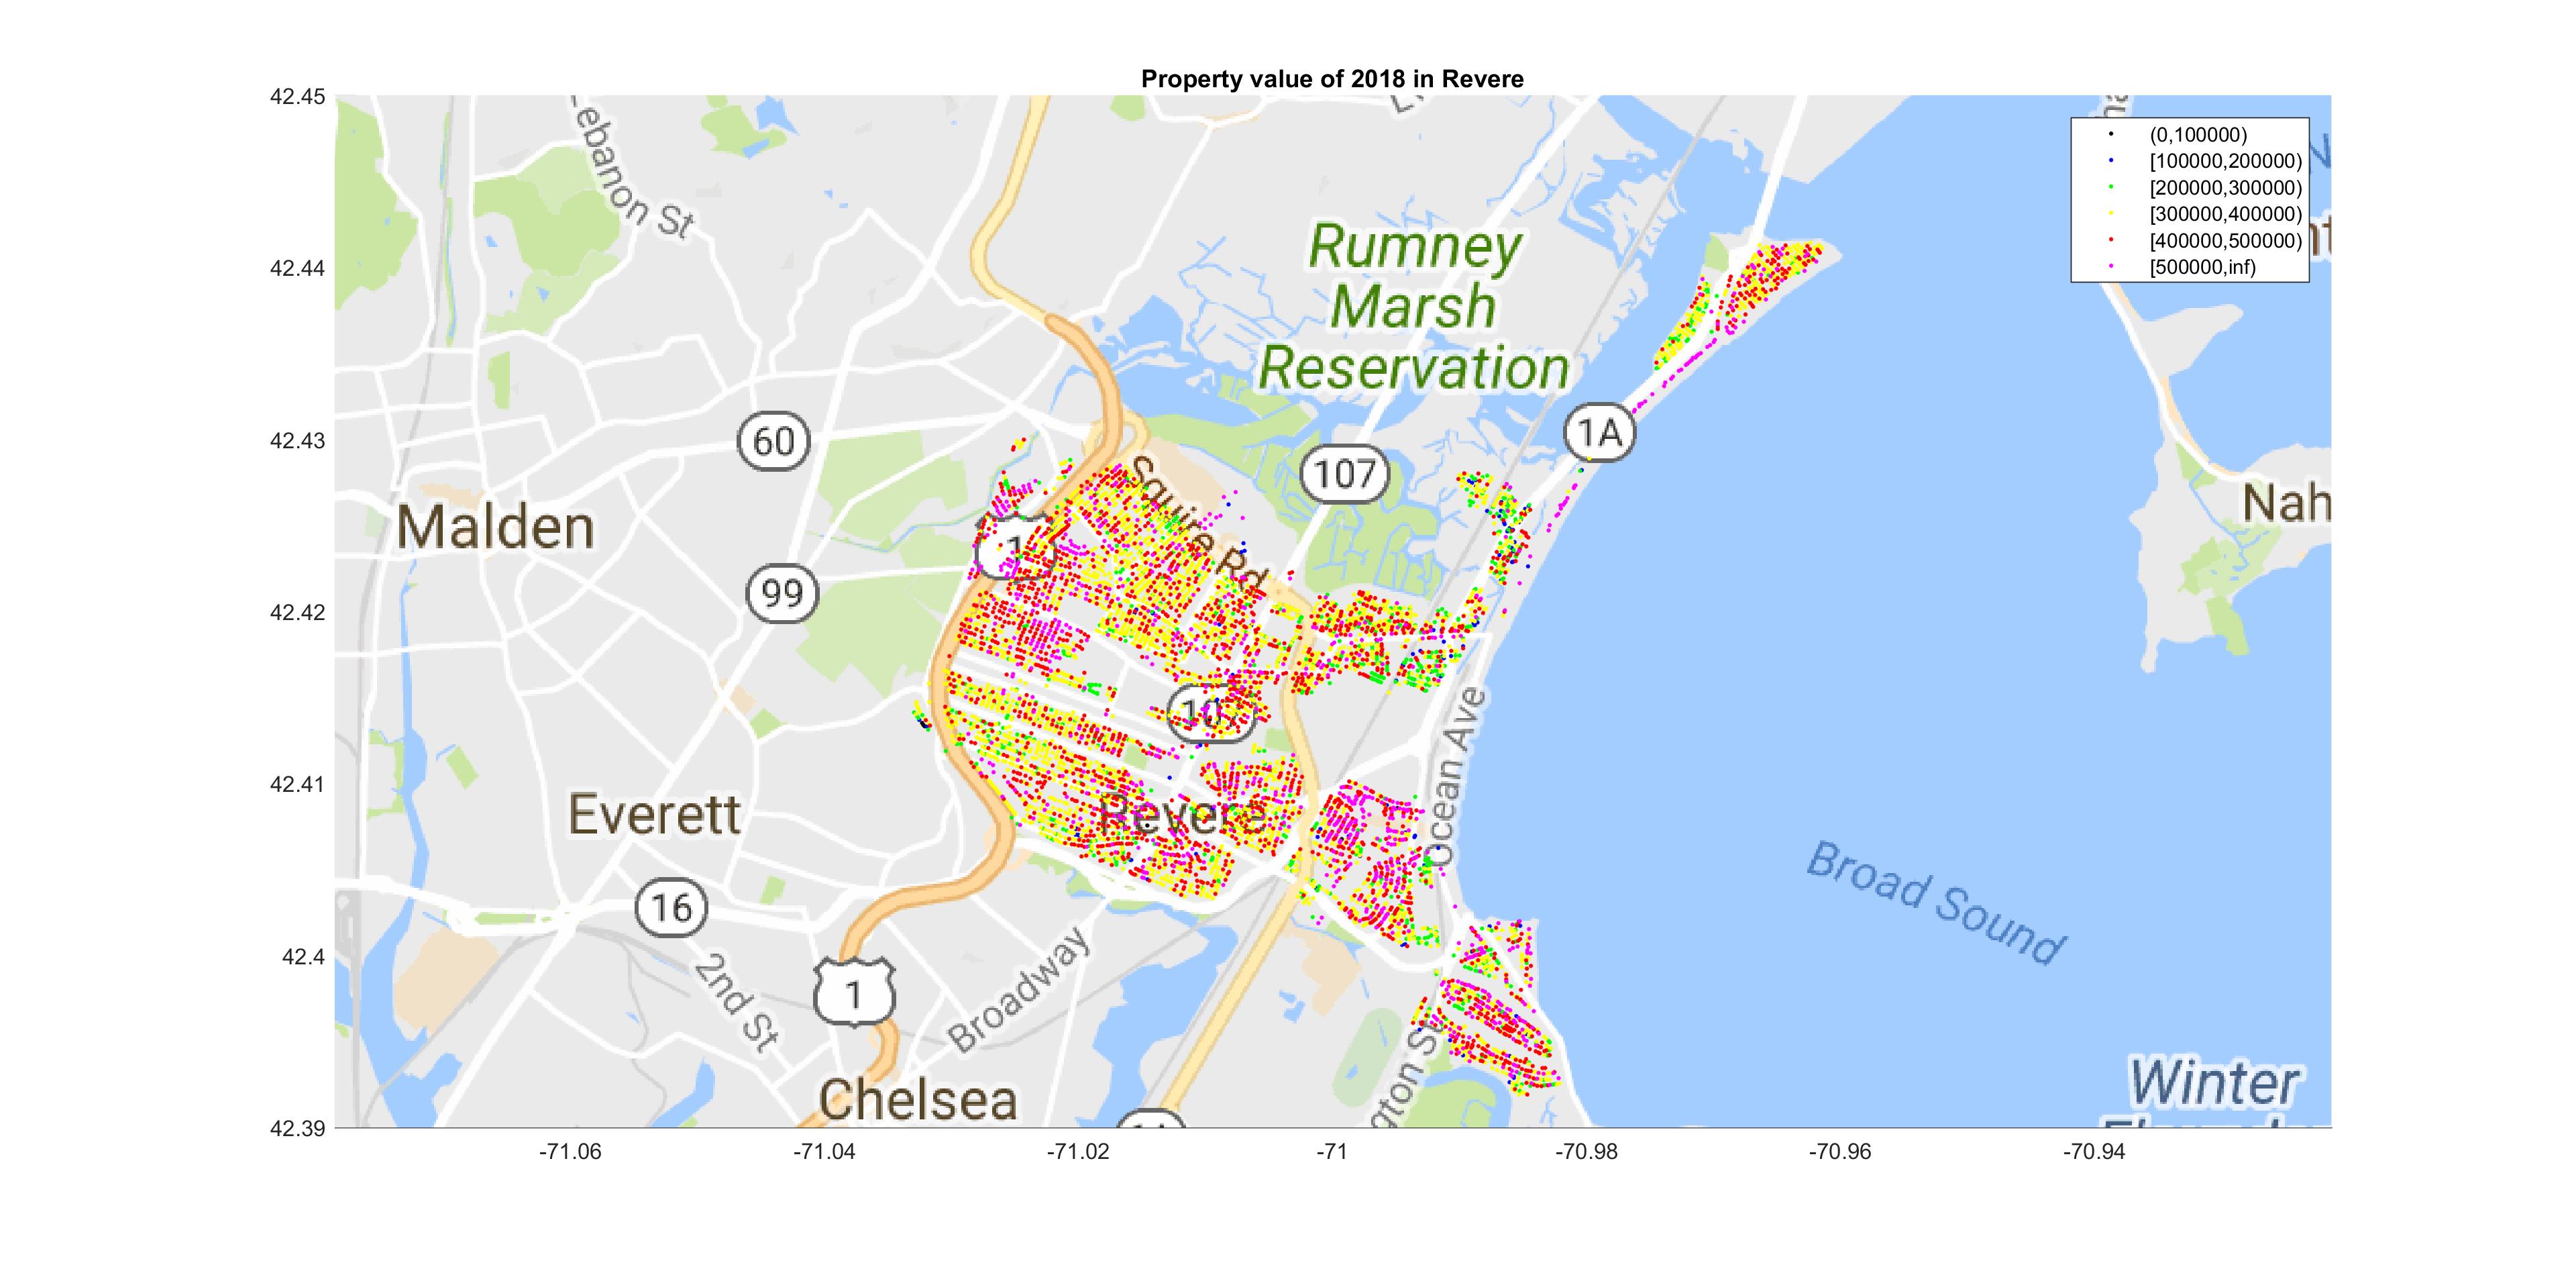 Property value of 2018 in Revere
42.45
42.44
42.43
42.42
42.41
42.4
42.39
-71.06
-71.04
-71.02
-71
-70.98
-70.96
-70.94
(0,100000)
[100000,200000)
[200000,300000)
[300000,400000)
[400000,500000)
[500000,inf)
ebanon St
Rumney
Marsh
Reservation
60
1A
107
Squire Rd
Malden
Nah
1
99
10
Ocean Ave
Everett
Revere
Broad Sound
16
2nd St
1
Broadway
gton St
Chelsea
Winter